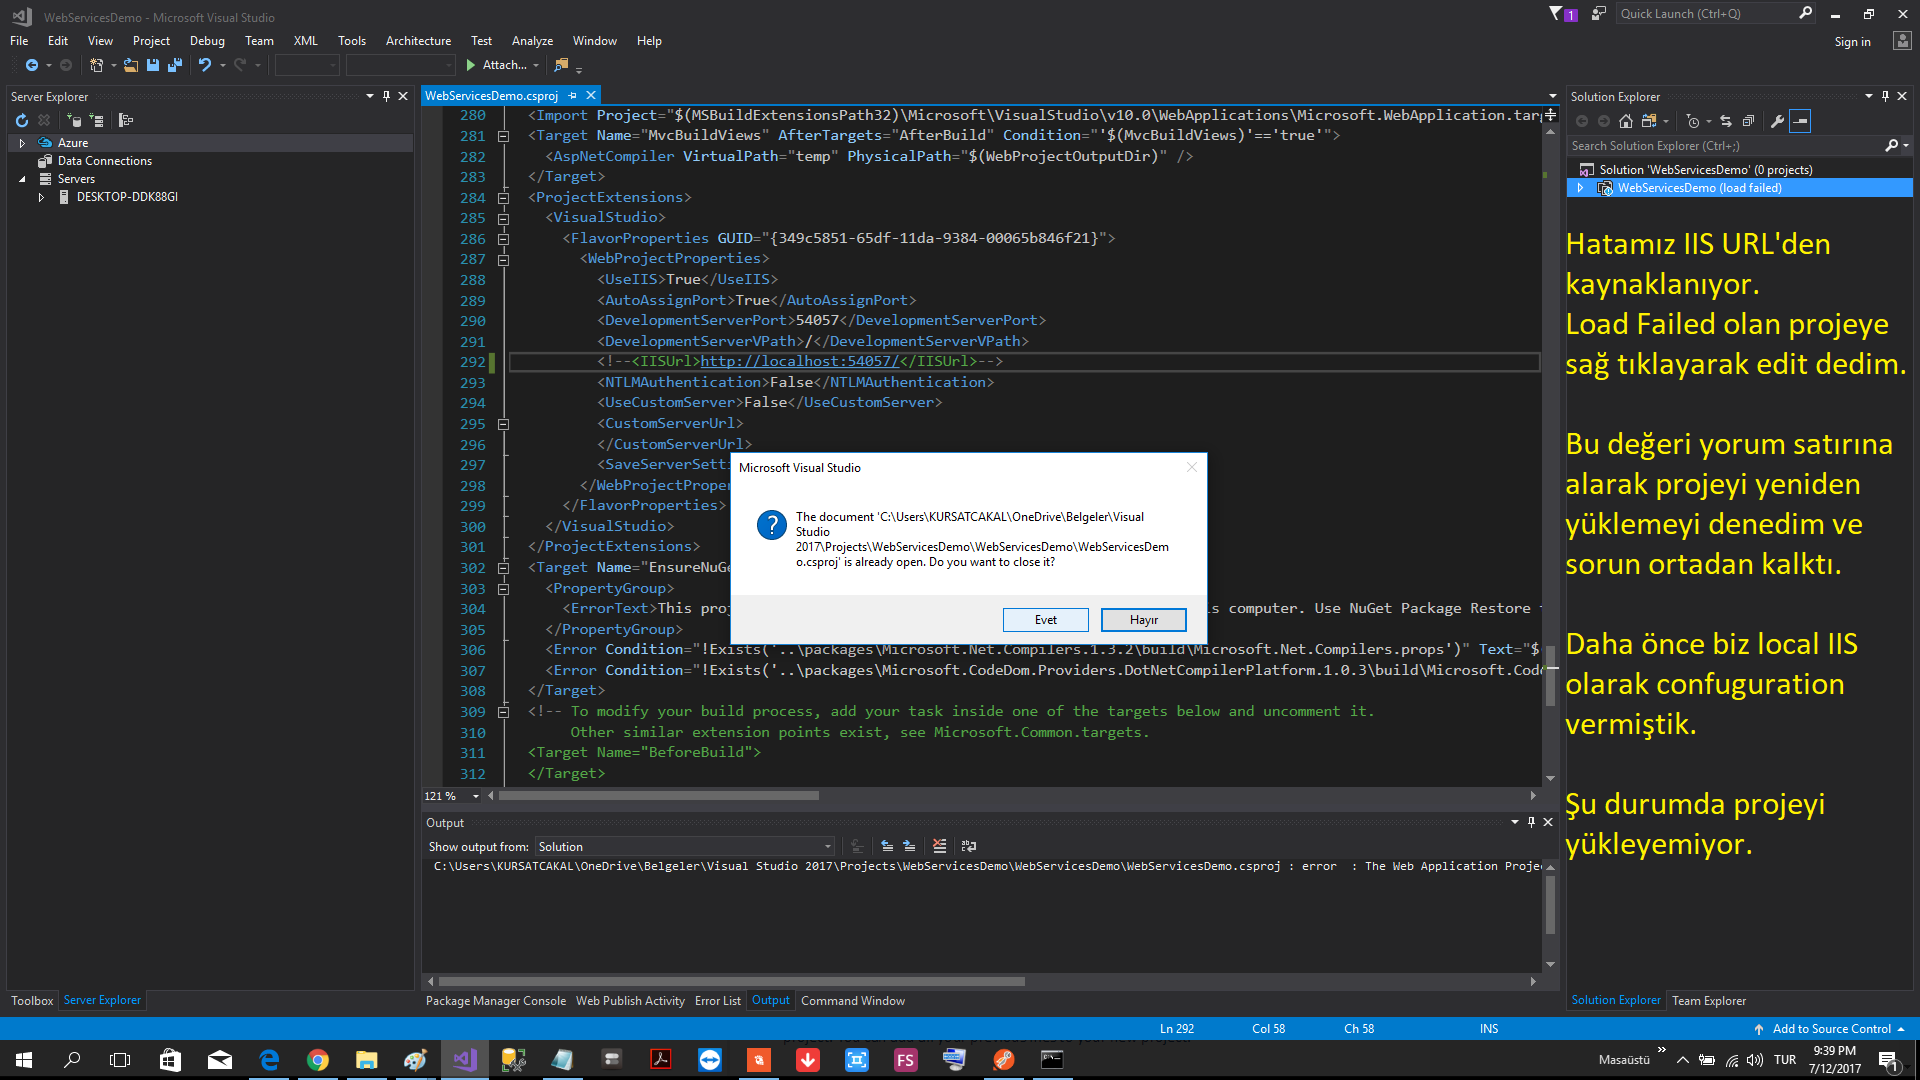 WebServicesDemo - Microsoft Visual Studio
1
Quick Launch (Ctrl+Q)
File Edit View Project Debug Team XML Tools Architecture Test Analyze Window Help
Sign in
Attach...
Server Explorer
Azure
Data Connections
Servers
DESKTOP-DDK88GI
WebServicesDemo.csproj
280 <Import Project="$(MSBuildExtensionsPath32)\Microsoft\VisualStudio\v10.0\WebApplications\Microsoft.WebApplication.targ
281 <Target Name="MvcBuildViews" AfterTargets="AfterBuild" Condition="'$(MvcBuildViews)'=='true'">
282 <AspNetCompiler VirtualPath="temp" PhysicalPath="$(WebProjectOutputDir)" />
283 </Target>
284 <ProjectExtensions>
285 <VisualStudio>
286 <FlavorProperties GUID="{349c5851-65df-11da-9384-00065b846f21}">
287 <WebProjectProperties>
288 <UseIIS>True</UseIIS>
289 <AutoAssignPort>True</AutoAssignPort>
290 <DevelopmentServerPort>54057</DevelopmentServerPort>
291 <DevelopmentServerVPath>/</DevelopmentServerVPath>
292 <!--<IISUrl>http://localhost:54057/</IISUrl>-->
293 <NTLMAuthentication>False</NTLMAuthentication>
294 <UseCustomServer>False</UseCustomServer>
295 <CustomServerUrl>
296 </CustomServerUrl>
297 <SaveServerSetti
298 </WebProjectProper
299 </FlavorProperties>
300 </VisualStudio>
301 </ProjectExtensions>
302 <Target Name="EnsureNuGe
303 <PropertyGroup>
304 <ErrorText>This proj s computer. Use NuGet Package Restore
305 </PropertyGroup>
306 <Error Condition="!Exists('..\packages\Microsoft.Net.Compilers.1.3.2\build\Microsoft.Net.Compilers.props')" Text="$(
307 <Error Condition="!Exists('..\packages\Microsoft.CodeDom.Providers.DotNetCompilerPlatform.1.0.3\build\Microsoft.Code
308 </Target>
309 <!-- To modify your build process, add your task inside one of the targets below and uncomment it.
310 Other similar extension points exist, see Microsoft.Common.targets.
311 <Target Name="BeforeBuild">
312 </Target>
121 %
Microsoft Visual Studio
The document 'C:\Users\KURSATCAKAL\OneDrive\Belgeler\Visual
Studio
2017\Projects\WebServicesDemo\WebServicesDemo\WebServicesDem
o.csproj' is already open. Do you want to close it?
Evet Hayır
Output
Show output from: Solution
C:\Users\KURSATCAKAL\OneDrive\Belgeler\Visual Studio 2017\Projects\WebServicesDemo\WebServicesDemo\WebServicesDemo.csproj : error : The Web Application Projec
Solution Explorer
Search Solution Explorer (Ctrl+;)
Solution 'WebServicesDemo' (0 projects)
WebServicesDemo (load failed)
Hatamız IIS URL'den
kaynaklanıyor.
Load Failed olan projeye
sağ tıklayarak edit dedim.
Bu değeri yorum satırına
alarak projeyi yeniden
yüklemeyi denedim ve
sorun ortadan kalktı.
Daha önce biz local IIS
olarak confuguration
vermiştik.
Şu durumda projeyi
yükleyemiyor.
Toolbox Server Explorer
Package Manager Console Web Publish Activity Error List Output Command Window
Solution Explorer Team Explorer
Ln 292 Col 58 Ch 58 INS
Add to Source Control
FS
Masaüstü
TUR
9:39 PM
7/12/2017
1